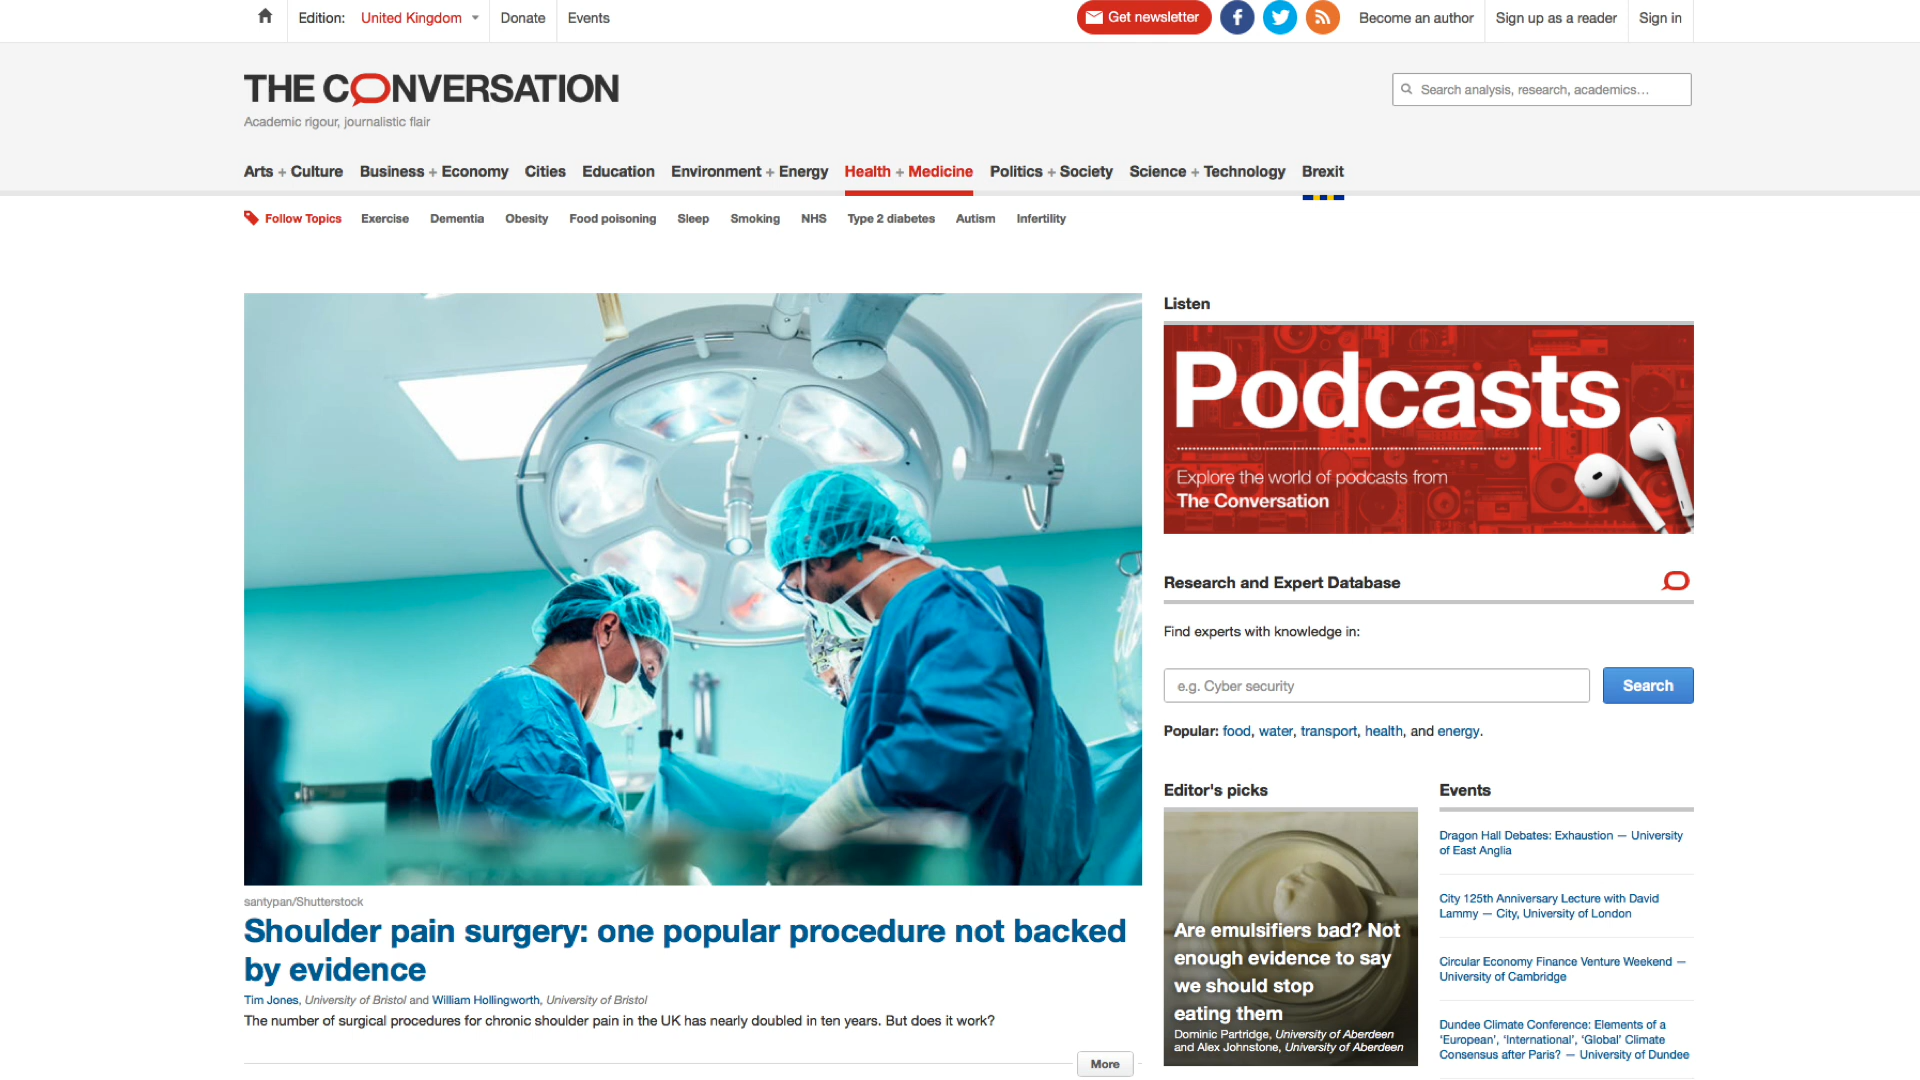 Edition: United Kingdom Donate Events Get newsletter Become an author Sign up as a reader Sign in
THE CONVERSATION
Academic rigour, journalistic flair
Search analysis, research, academics...
Arts + Culture Business + Economy Cities Education Environment + Energy Health + Medicine Politics + Society Science + Technology Brexit
Follow Topics Exercise Dementia Obesity Food poisoning Sleep Smoking NHS Type 2 diabetes Autism Infertility
santypan/Shutterstock
Shoulder pain surgery: one popular procedure not backed
by evidence
Tim Jones, University of Bristol and William Hollingworth, University of Bristol
The number of surgical procedures for chronic shoulder pain in the UK has nearly doubled in ten years. But does it work?
More
Listen
Podcasts
Explore the world of podcasts from
The Conversation
Research and Expert Database
Find experts with knowledge in:
e.g. Cyber security
Search
Popular: food, water, transport, health, and energy.
Editor's picks
Are emulsifiers bad? Not
enough evidence to say
we should stop
eating them
Dominic Partridge, University of Aberdeen
and Alex Johnstone, University of Aberdeen
Events
Dragon Hall Debates: Exhaustion — University
of East Anglia
City 125th Anniversary Lecture with David
Lammy — City, University of London
Circular Economy Finance Venture Weekend —
University of Cambridge
Dundee Climate Conference: Elements of a
‘European’, ‘International’, ‘Global’ Climate
Consensus after Paris? — University of Dundee